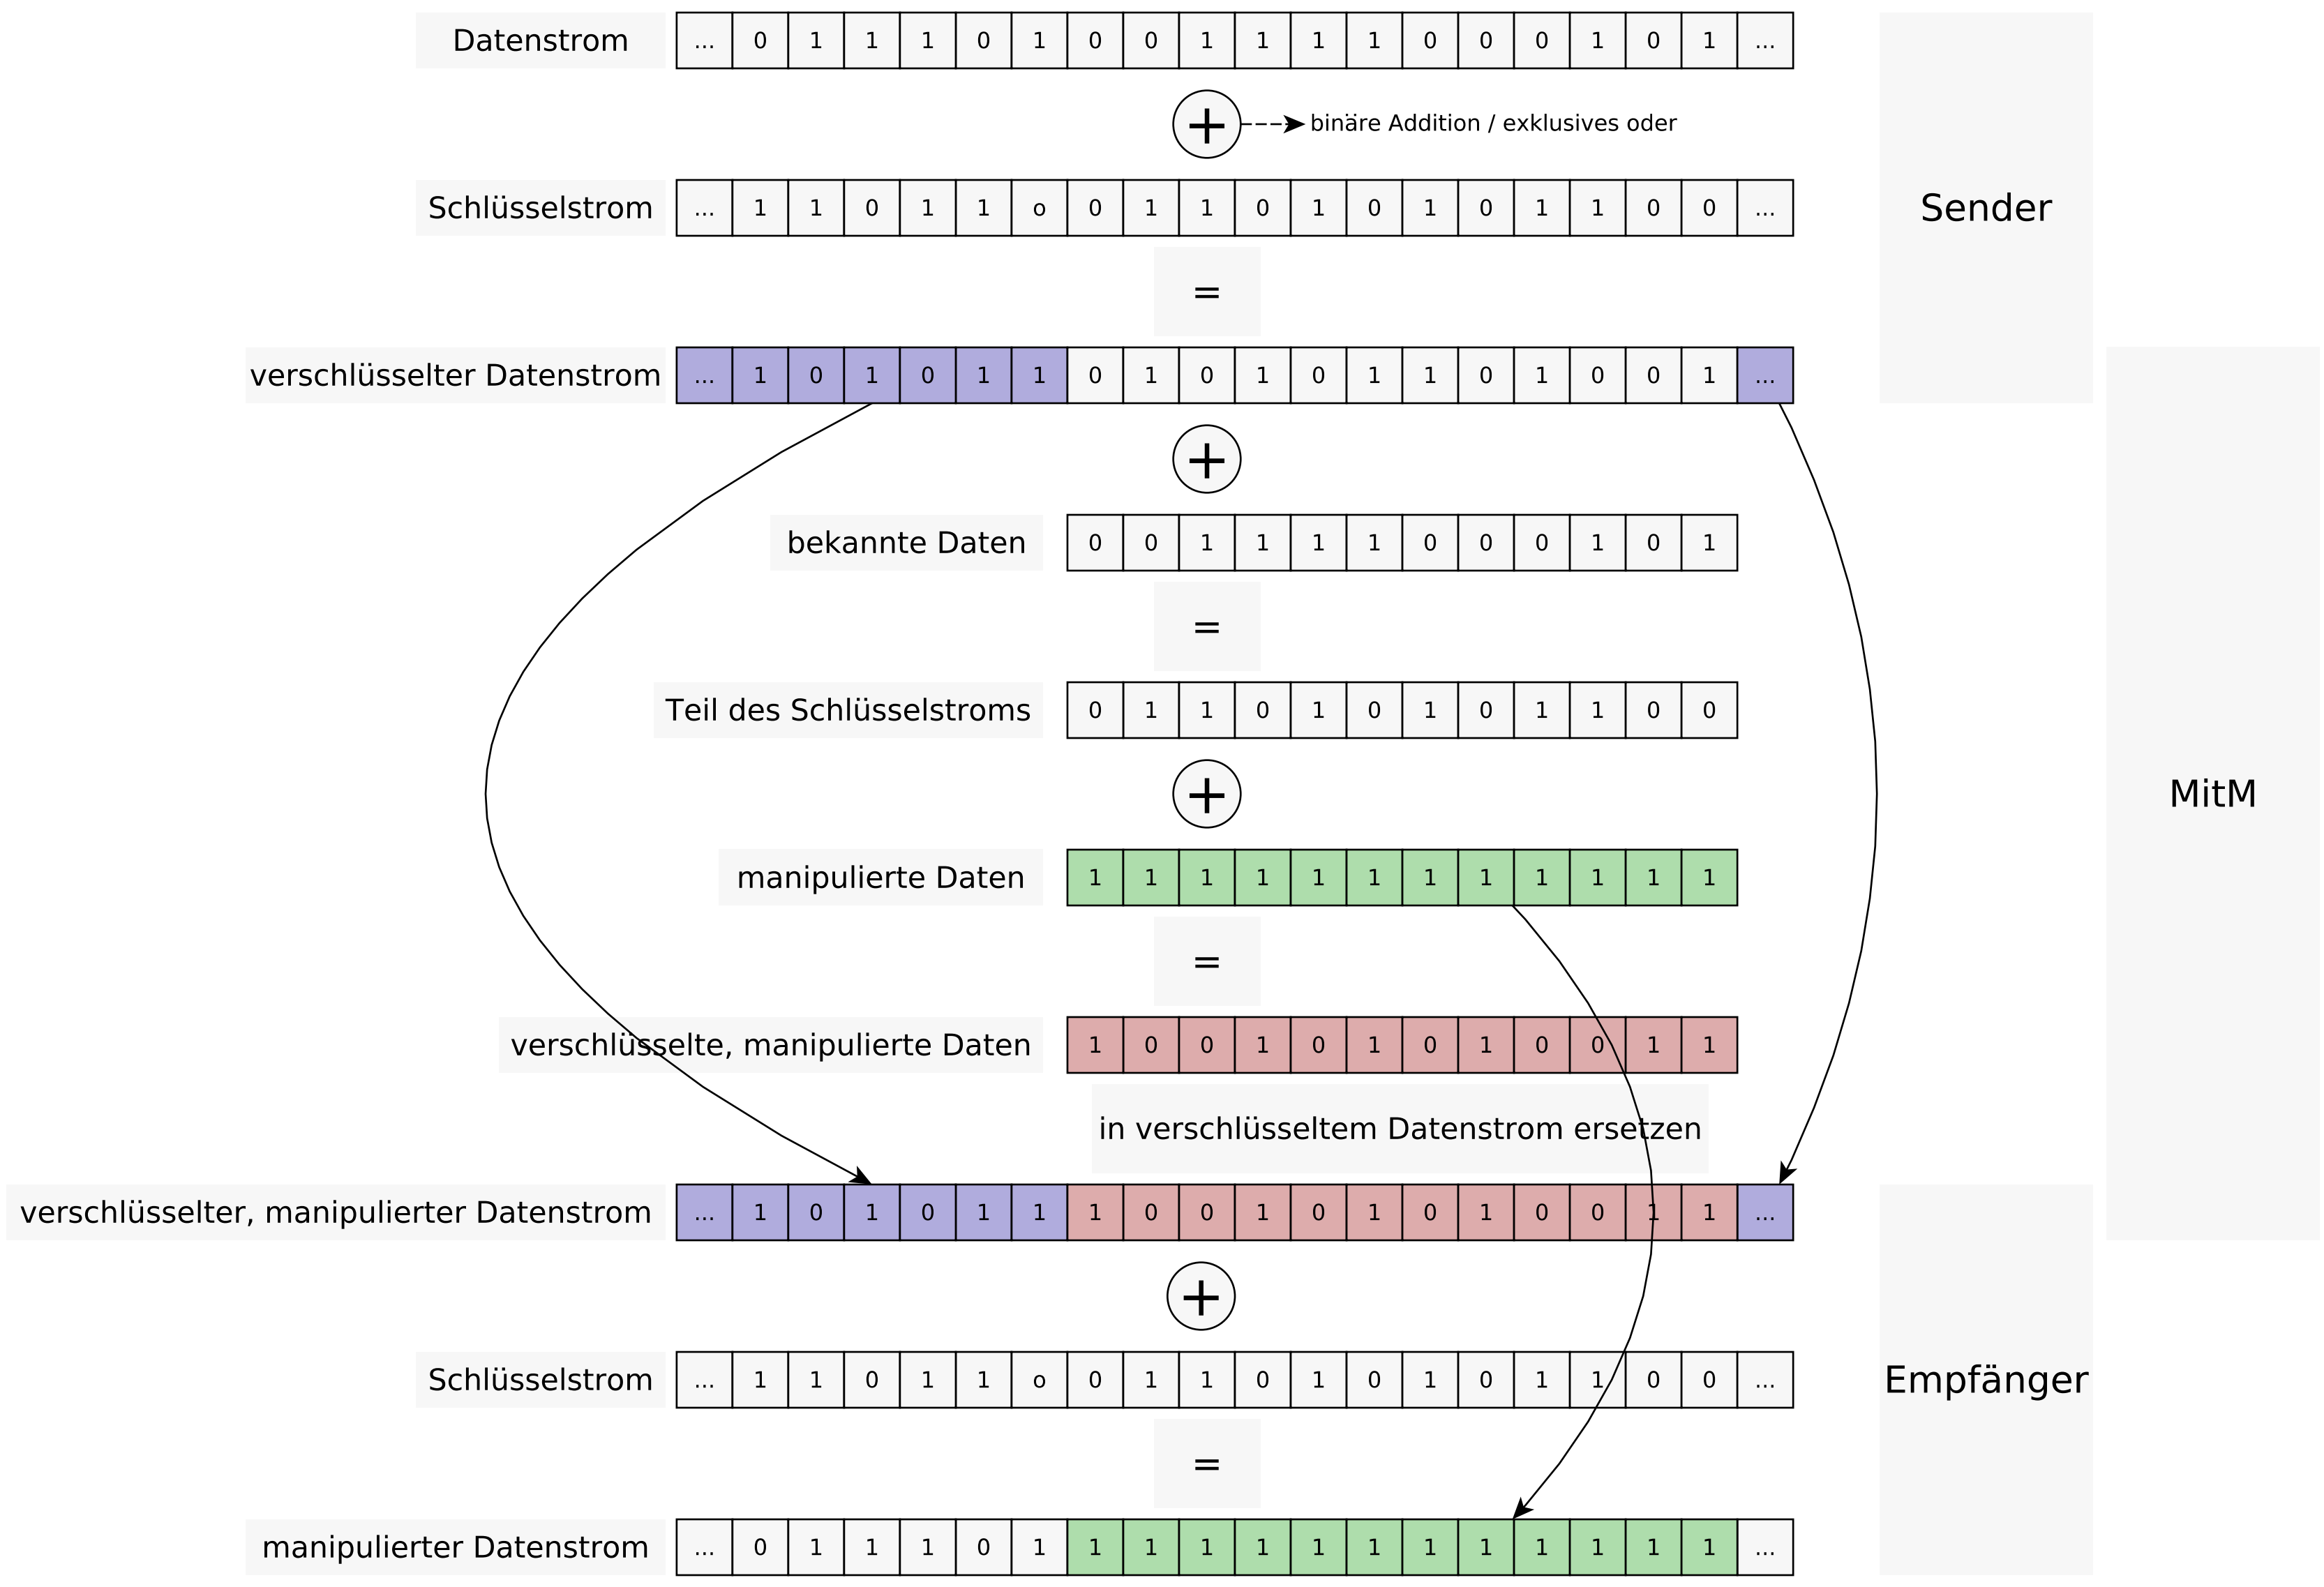 Datenstrom ... 0 1 1 1 0 1 0 0 1 1 1 1 0 0 0 1 0 1 ...
+ binäre Addition / exklusives oder
Schlüsselstrom ... 1 1 0 1 1 o 0 1 1 0 1 0 1 0 1 1 0 0 ...
Sender
=
verschlüsselter Datenstrom ... 1 0 1 0 1 1 0 1 0 1 0 1 1 0 1 0 0 1 ...
+
bekannte Daten 0 0 1 1 1 1 0 0 0 1 0 1
=
Teil des Schlüsselstroms 0 1 1 0 1 0 1 0 1 1 0 0
+
MitM
manipulierte Daten 1 1 1 1 1 1 1 1 1 1 1 1
=
verschlüsselte, manipulierte Daten 1 0 0 1 0 1 0 1 0 0 1 1
in verschlüsseltem Datenstrom ersetzen
verschlüsselter, manipulierter Datenstrom ... 1 0 1 0 1 1 1 0 0 1 0 1 0 1 0 0 1 1 ...
+
Schlüsselstrom ... 1 1 0 1 1 o 0 1 1 0 1 0 1 0 1 1 0 0 ...
Empfänger
=
manipulierter Datenstrom ... 0 1 1 1 0 1 1 1 1 1 1 1 1 1 1 1 1 1 ...